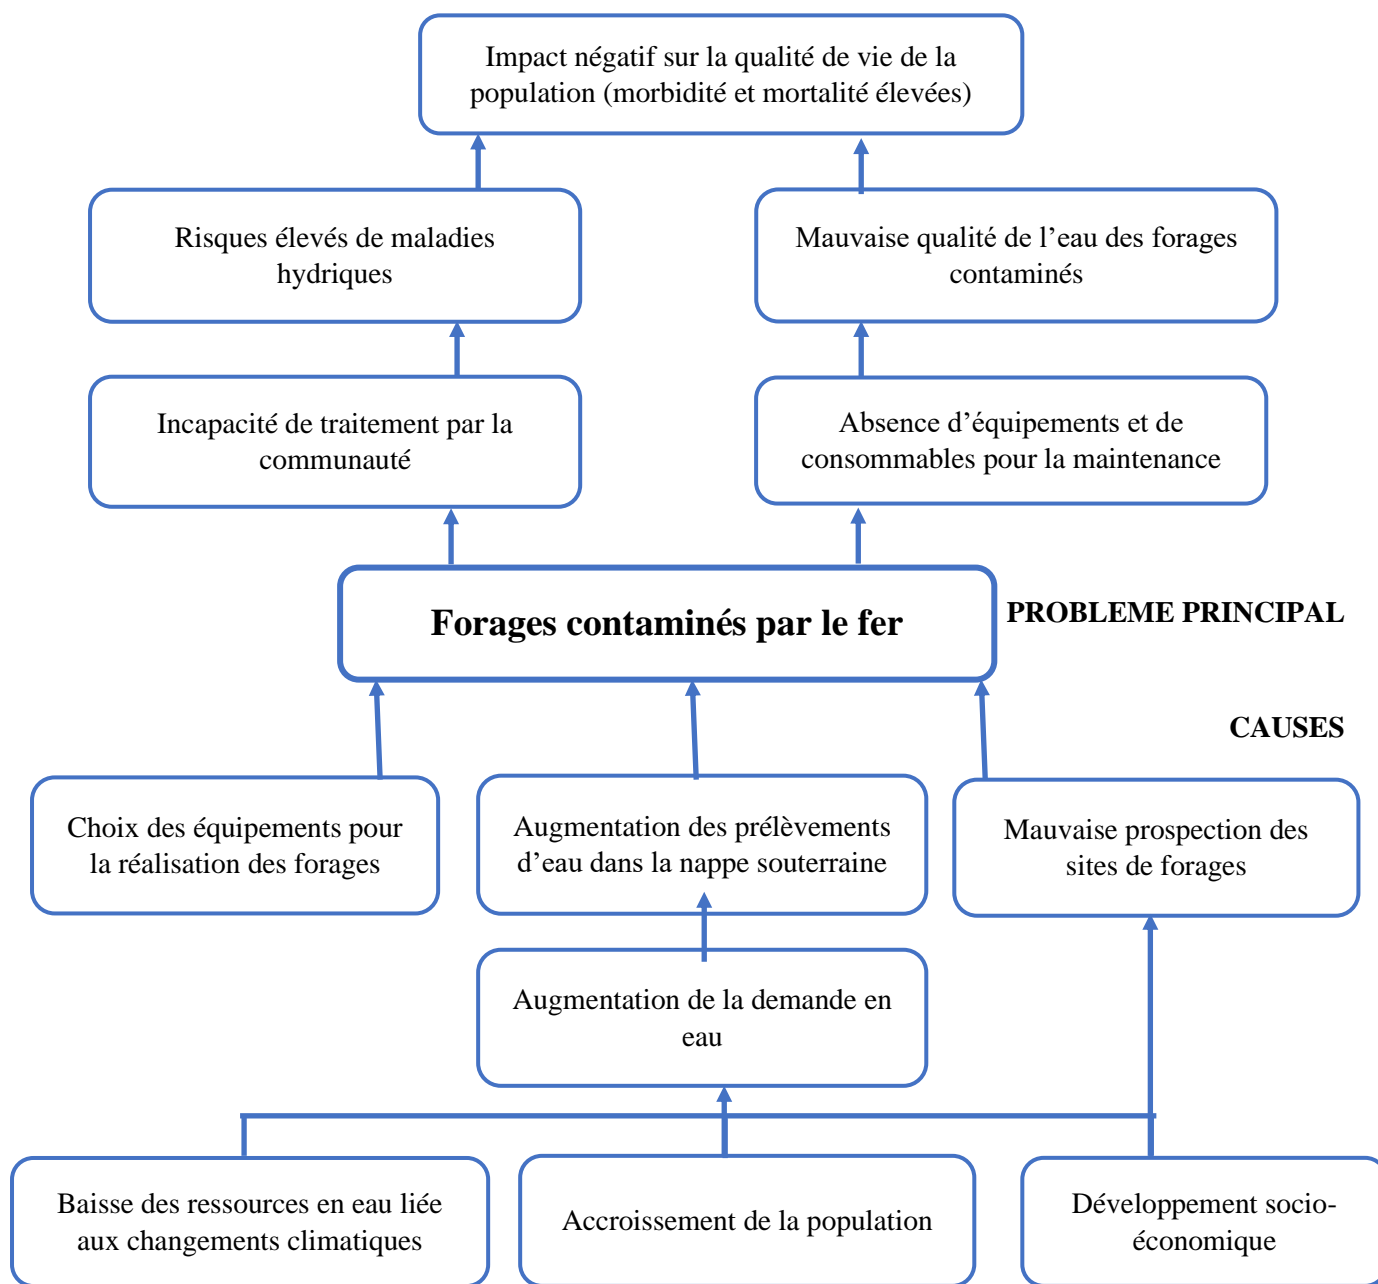 Impact négatif sur la qualité de vie de la
population (morbidité et mortalité élevées)
Risques élevés de maladies
hydriques
Mauvaise qualité de l’eau des forages
contaminés
Incapacité de traitement par la
communauté
Absence d’équipements et de
consommables pour la maintenance
Forages contaminés par le fer
PROBLEME PRINCIPAL
CAUSES
Choix des équipements pour
la réalisation des forages
Augmentation des prélèvements
d’eau dans la nappe souterraine
Mauvaise prospection des
sites de forages
Augmentation de la demande en
eau
Baisse des ressources en eau liée
aux changements climatiques
Accroissement de la population
Développement socio-
économique